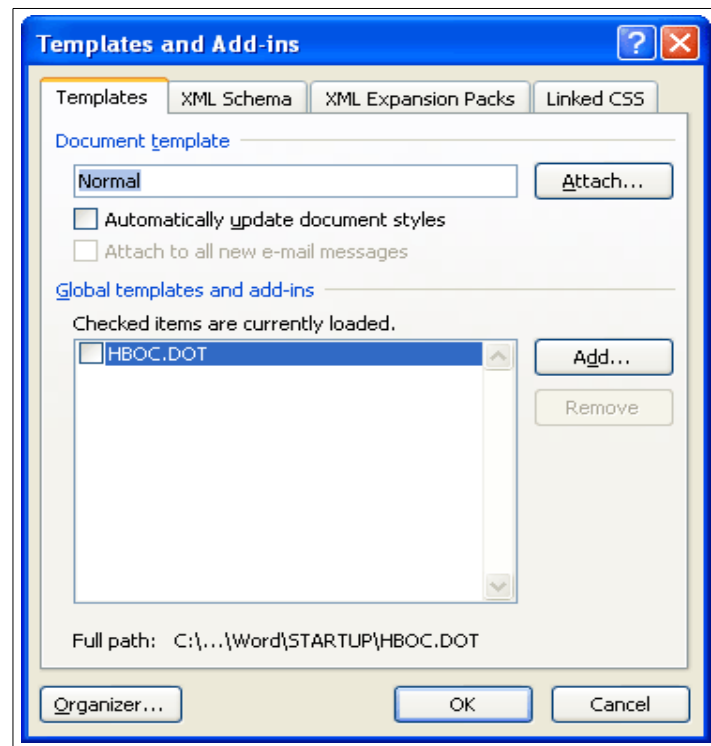 Templates and Add-ins
Templates XML Schema XML Expansion Packs Linked CSS
Document template
Normal Attach...
Automatically update document styles
Attach to all new e-mail messages
Global templates and add-ins
Checked items are currently loaded.
HBOC.DOT Add...
Remove
Full path: C:\...\Word\STARTUP\HBOC.DOT
Organizer... OK Cancel